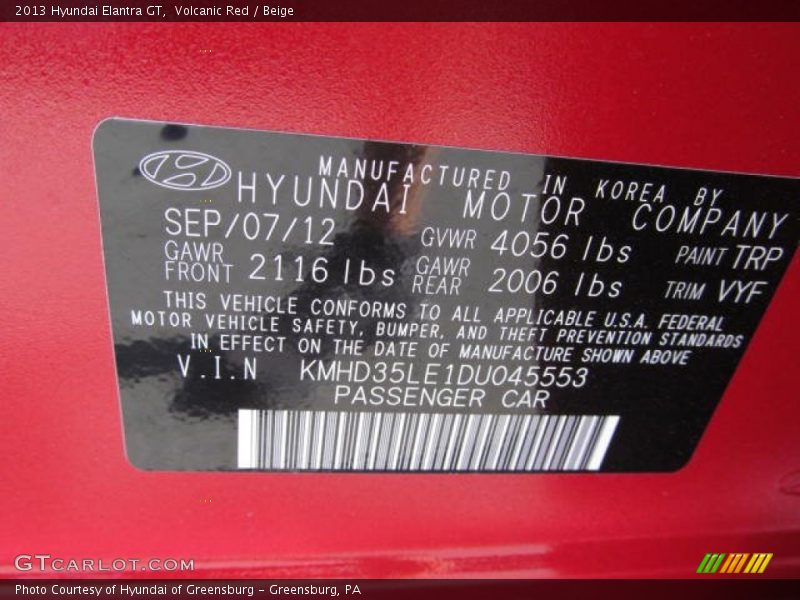 2013 Hyundai Elantra GT, Volcanic Red / Beige
MANUFACTURED IN KOREA BY
HYUNDAI MOTOR COMPANY
SEP/07/12 GVWR 4056 lbs PAINT TRP
GAWR FRONT 2116 lbs GAWR REAR 2006 lbs TRIM VYF
THIS VEHICLE CONFORMS TO ALL APPLICABLE U.S.A. FEDERAL
MOTOR VEHICLE SAFETY, BUMPER, AND THEFT PREVENTION STANDARDS
IN EFFECT ON THE DATE OF MANUFACTURE SHOWN ABOVE
V.I.N KMHD35LE1DU045553
PASSENGER CAR
GTCARLOT.COM
Photo Courtesy of Hyundai of Greensburg - Greensburg, PA